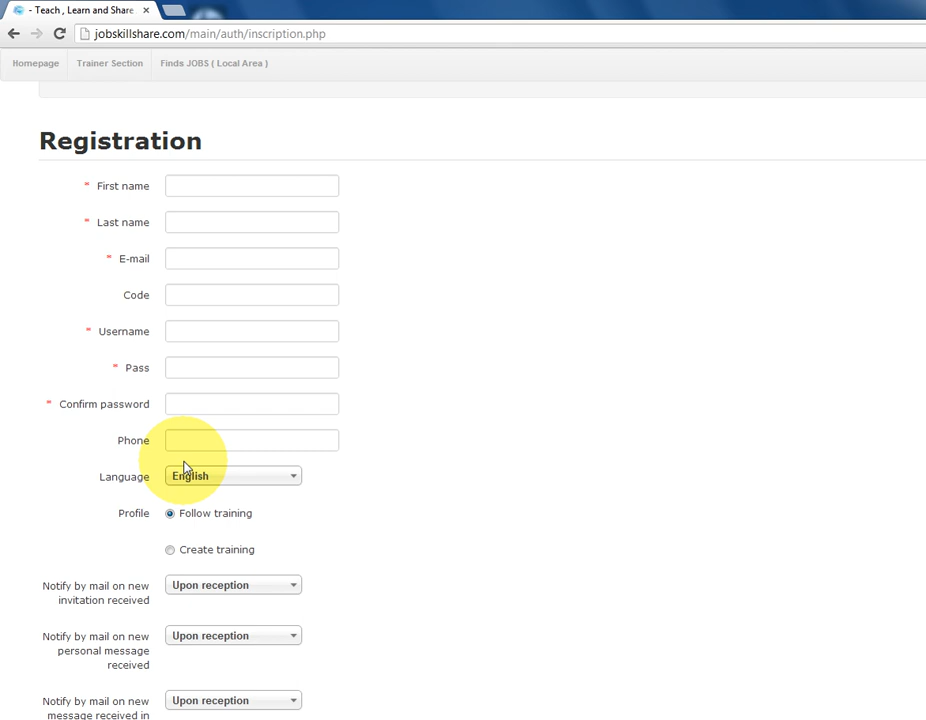 - Teach , Learn and Share
jobskillshare.com/main/auth/inscription.php
Homepage Trainer Section Finds JOBS ( Local Area )
Registration
* First name
* Last name
* E-mail
Code
* Username
* Pass
* Confirm password
Phone
Language English
Profile Follow training
Create training
Notify by mail on new Upon reception
invitation received
Notify by mail on new Upon reception
personal message
received
Notify by mail on new Upon reception
message received in